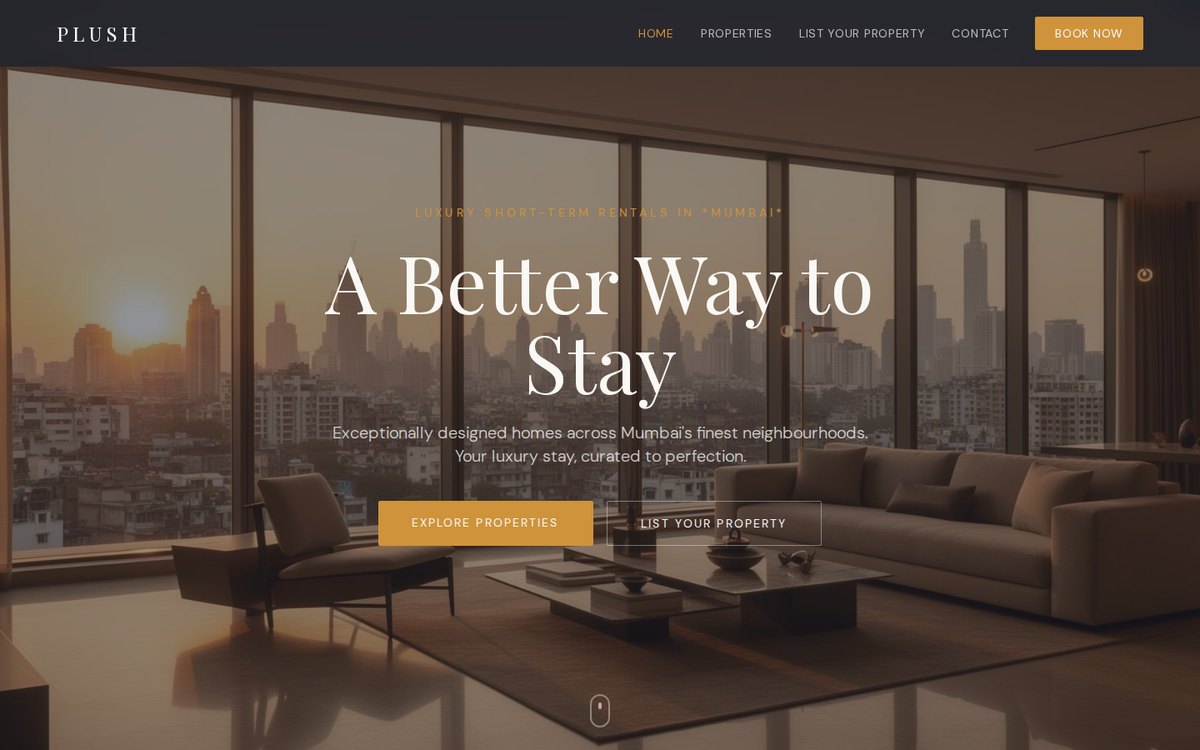 PLUSH
HOME
PROPERTIES
LIST YOUR PROPERTY
CONTACT
BOOK NOW
LUXURY SHORT-TERM RENTALS IN *MUMBAI*
A Better Way to
Stay
Exceptionally designed homes across Mumbai's finest neighbourhoods.
Your luxury stay, curated to perfection.
EXPLORE PROPERTIES
LIST YOUR PROPERTY